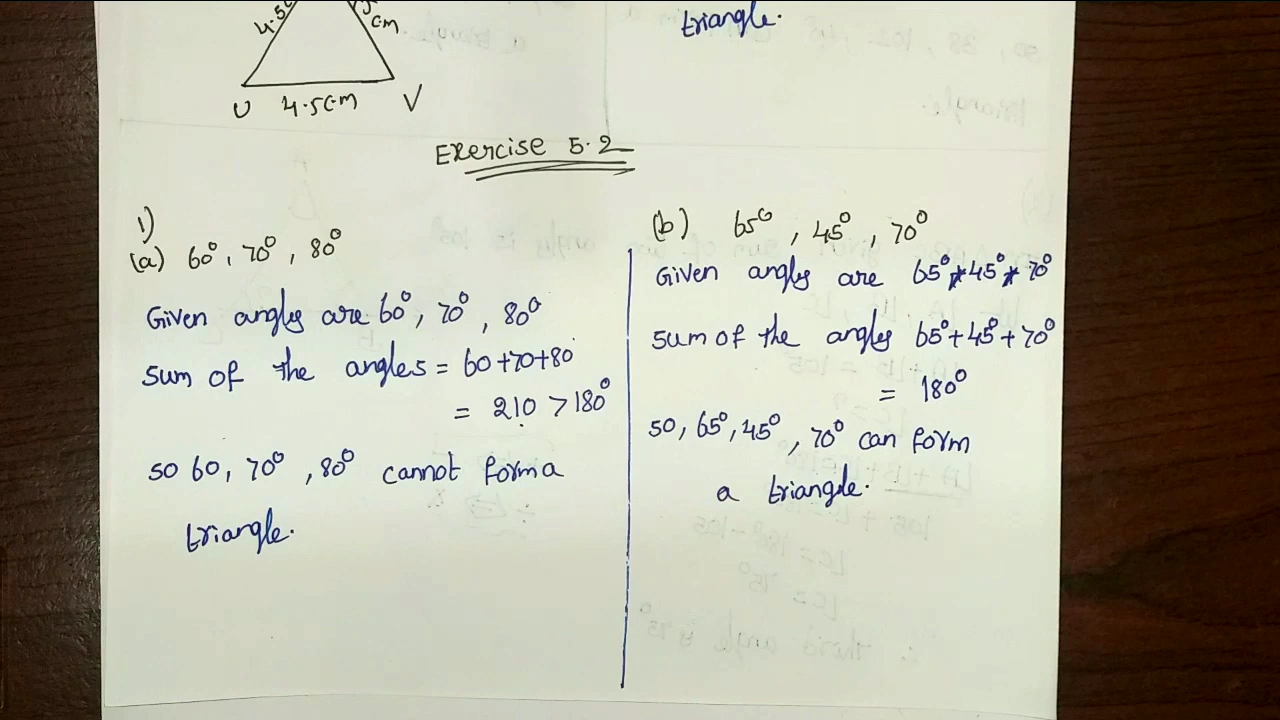 4.5
cm
U 4.5cm V
triangle.
Exercise 5.2
1)
(a) 60°, 70°, 80°
Given angles are 60°, 70°, 80°
Sum of the angles = 60+70+80
= 210 > 180°
so 60, 70°, 80° cannot form a
triangle.
(b) 65°, 45°, 70°
Given angles are 65°, 45°, 70°
sum of the angles 65°+45°+70°
= 180°
so, 65°, 45°, 70° can form
a triangle.